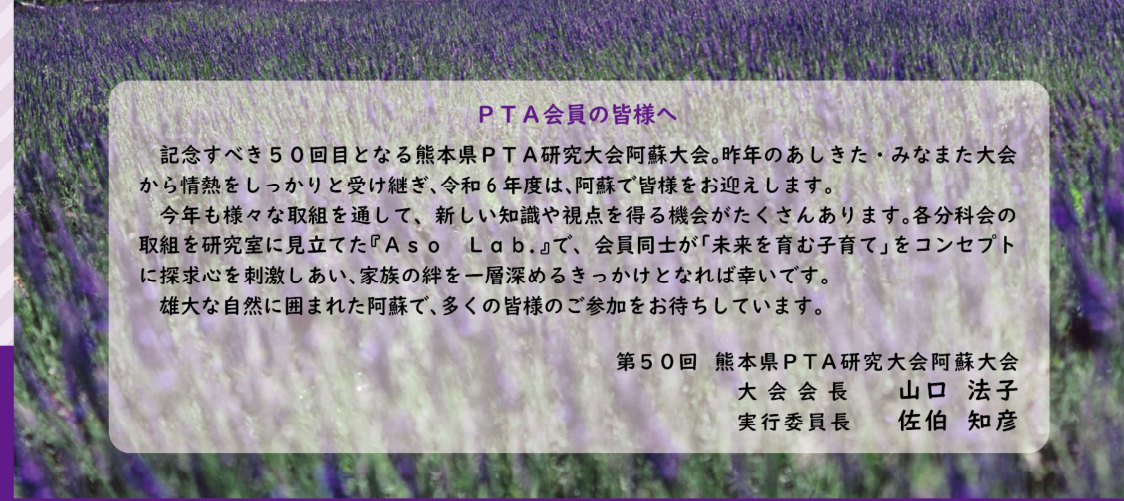 PTA会員の皆様へ
　記念すべき50回目となる熊本県PTA研究大会阿蘇大会。昨年のあしきた・みなまた大会
から情熱をしっかりと受け継ぎ、令和6年度は、阿蘇で皆様をお迎えします。
　今年も様々な取組を通して、新しい知識や視点を得る機会がたくさんあります。各分科会の
取組を研究室に見立てた『Aso Lab.』で、会員同士が「未来を育む子育て」をコンセプト
に探求心を刺激しあい、家族の絆を一層深めるきっかけとなれば幸いです。
　雄大な自然に囲まれた阿蘇で、多くの皆様のご参加をお待ちしています。
第50回 熊本県PTA研究大会阿蘇大会
大会会長　山口 法子
実行委員長　佐伯 知彦